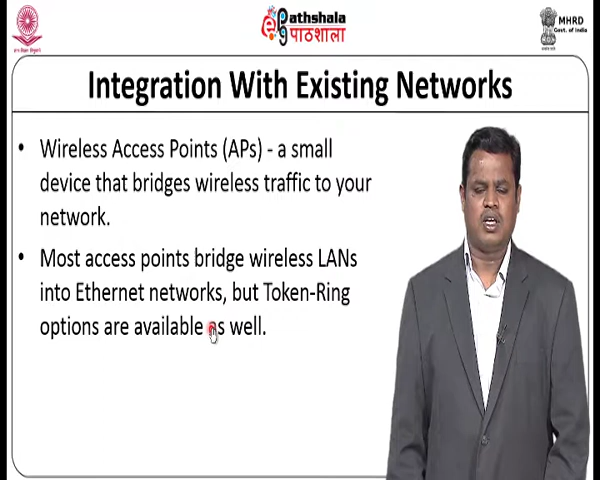 ePathshala
पाठशाला
MHRD
Govt. of India
Integration With Existing Networks
• Wireless Access Points (APs) - a small
device that bridges wireless traffic to your
network.
• Most access points bridge wireless LANs
into Ethernet networks, but Token-Ring
options are available as well.